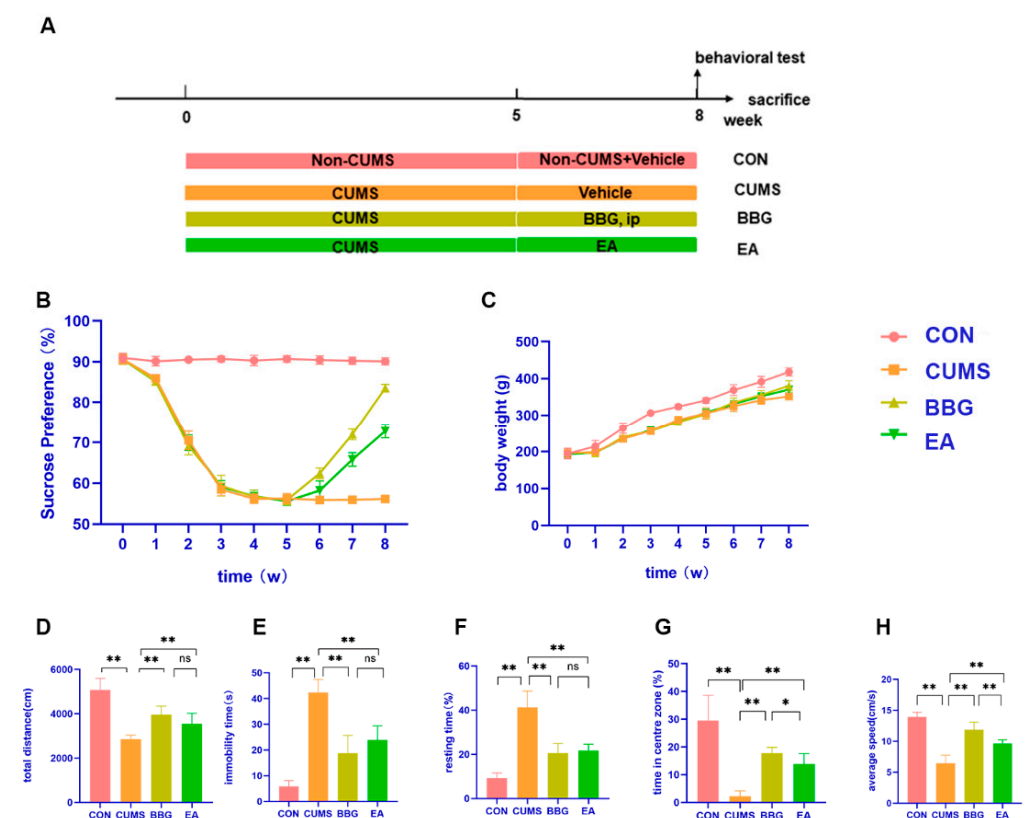 A
behavioral test
sacrifice
0 5 8 week
Non-CUMS Non-CUMS+Vehicle CON
CUMS Vehicle CUMS
CUMS BBG, ip BBG
CUMS EA EA
B
Sucrose Preference (%)
100
90
80
70
60
50
0 1 2 3 4 5 6 7 8
time (w)
C
body weight (g)
500
400
300
200
100
0
0 1 2 3 4 5 6 7 8
time (w)
CON
CUMS
BBG
EA
D
total distance(cm)
6000
4000
2000
0
**
** ** ns
CON CUMS BBG EA
E
immobility time(s)
50
40
30
20
10
0
**
** ** ns
CON CUMS BBG EA
F
resting time(%)
60
40
20
0
**
** ** ns
CON CUMS BBG EA
G
time in centre zone (%)
50
40
30
20
10
0
** **
** *
CON CUMS BBG EA
H
average speed(cm/s)
20
15
10
5
0
**
** ** **
CON CUMS BBG EA